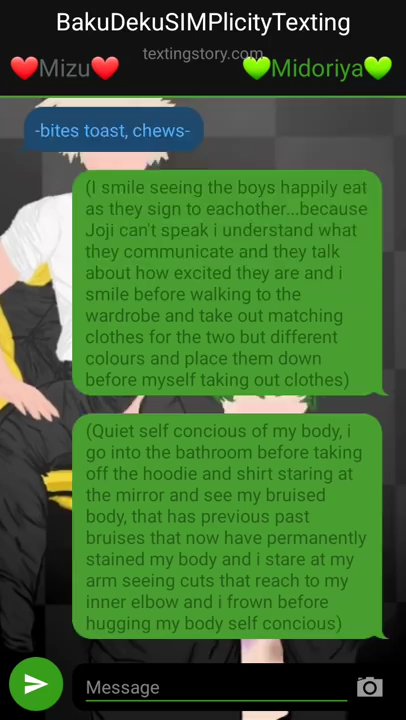 BakuDekuSIMPlicityTexting
textingstory.com
❤️Mizu❤️
💚Midoriya💚
-bites toast, chews-
(I smile seeing the boys happily eat
as they sign to eachother...because
Joji can't speak i understand what
they communicate and they talk
about how excited they are and i
smile before walking to the
wardrobe and take out matching
clothes for the two but different
colours and place them down
before myself taking out clothes)
(Quiet self concious of my body, i
go into the bathroom before taking
off the hoodie and shirt staring at
the mirror and see my bruised
body, that has previous past
bruises that now have permanently
stained my body and i stare at my
arm seeing cuts that reach to my
inner elbow and i frown before
hugging my body self concious)
Message